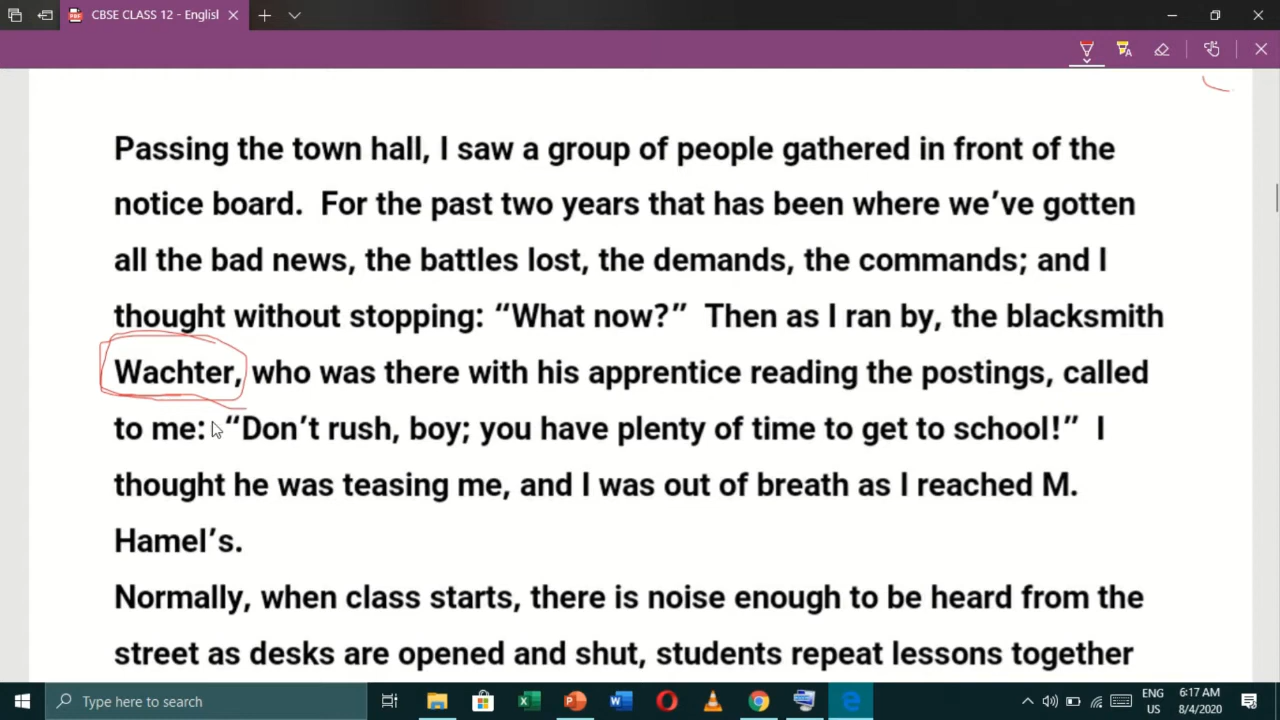 CBSE CLASS 12 - Englisl
Passing the town hall, I saw a group of people gathered in front of the
notice board.  For the past two years that has been where we’ve gotten
all the bad news, the battles lost, the demands, the commands; and I
thought without stopping: “What now?”  Then as I ran by, the blacksmith
Wachter, who was there with his apprentice reading the postings, called
to me: “Don’t rush, boy; you have plenty of time to get to school!”  I
thought he was teasing me, and I was out of breath as I reached M.
Hamel’s.
Normally, when class starts, there is noise enough to be heard from the
street as desks are opened and shut, students repeat lessons together
Type here to search
ENG
US
6:17 AM
8/4/2020